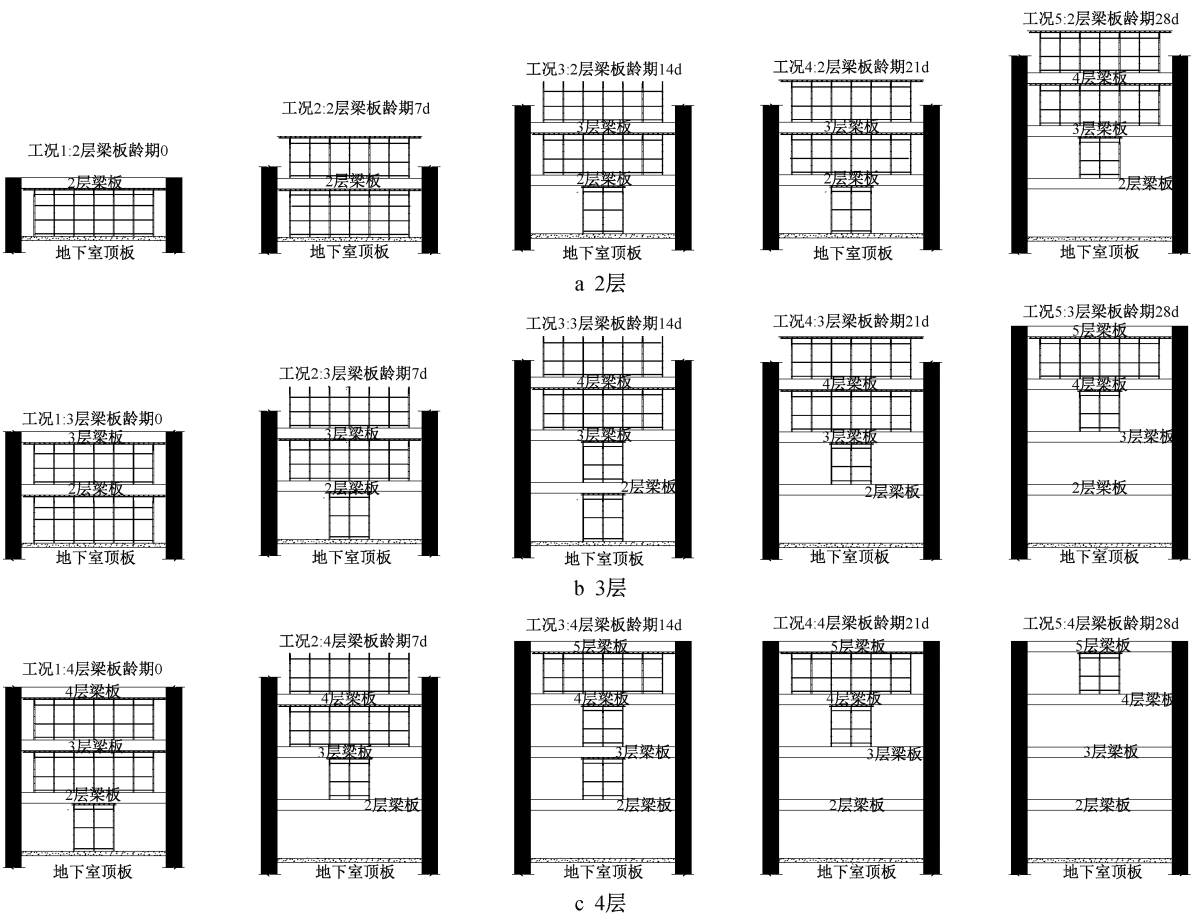 工况1:2层梁板龄期0
2层梁板
地下室顶板
工况2:2层梁板龄期7d
2层梁板
地下室顶板
工况3:2层梁板龄期14d
3层梁板
2层梁板
地下室顶板
工况4:2层梁板龄期21d
3层梁板
2层梁板
地下室顶板
工况5:2层梁板龄期28d
4层梁板
3层梁板
2层梁板
地下室顶板
a 2层
工况1:3层梁板龄期0
3层梁板
2层梁板
地下室顶板
工况2:3层梁板龄期7d
3层梁板
2层梁板
地下室顶板
工况3:3层梁板龄期14d
4层梁板
3层梁板
2层梁板
地下室顶板
工况4:3层梁板龄期21d
4层梁板
3层梁板
2层梁板
地下室顶板
工况5:3层梁板龄期28d
5层梁板
4层梁板
3层梁板
2层梁板
地下室顶板
b 3层
工况1:4层梁板龄期0
4层梁板
3层梁板
2层梁板
地下室顶板
工况2:4层梁板龄期7d
4层梁板
3层梁板
2层梁板
地下室顶板
工况3:4层梁板龄期14d
5层梁板
4层梁板
3层梁板
2层梁板
地下室顶板
工况4:4层梁板龄期21d
5层梁板
4层梁板
3层梁板
2层梁板
地下室顶板
工况5:4层梁板龄期28d
5层梁板
4层梁板
3层梁板
2层梁板
地下室顶板
c 4层